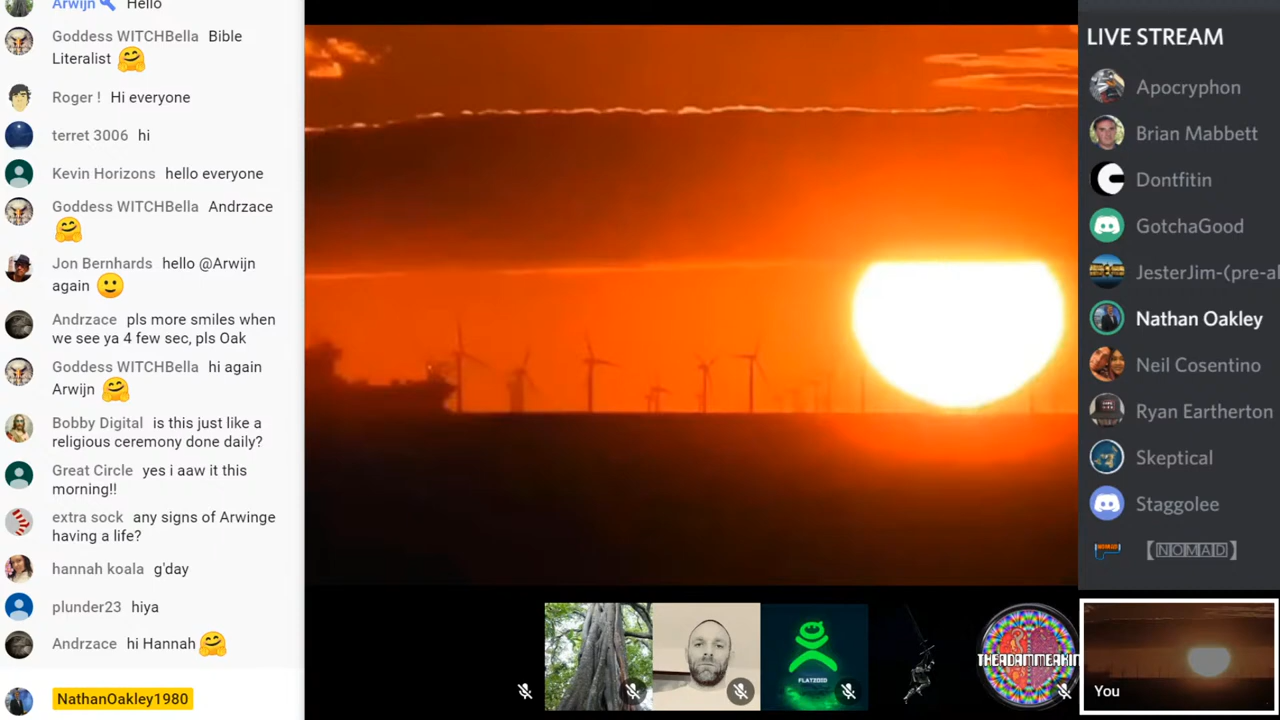 Arwijn Hello
Goddess WITCHBella Bible
Literalist
Roger ! Hi everyone
terret 3006 hi
Kevin Horizons hello everyone
Goddess WITCHBella Andrzace
Jon Bernhards hello @Arwijn
again
Andrzace pls more smiles when
we see ya 4 few sec, pls Oak
Goddess WITCHBella hi again
Arwijn
Bobby Digital is this just like a
religious ceremony done daily?
Great Circle yes i aaw it this
morning!!
extra sock any signs of Arwinge
having a life?
hannah koala g'day
plunder23 hiya
Andrzace hi Hannah
NathanOakley1980
LIVE STREAM
Apocryphon
Brian Mabbett
Dontfitin
GotchaGood
JesterJim-(pre-al
Nathan Oakley
Neil Cosentino
Ryan Eartherton
Skeptical
Staggolee
【NOMAD】
FLATZOID
THEADAMMEAKIN
You